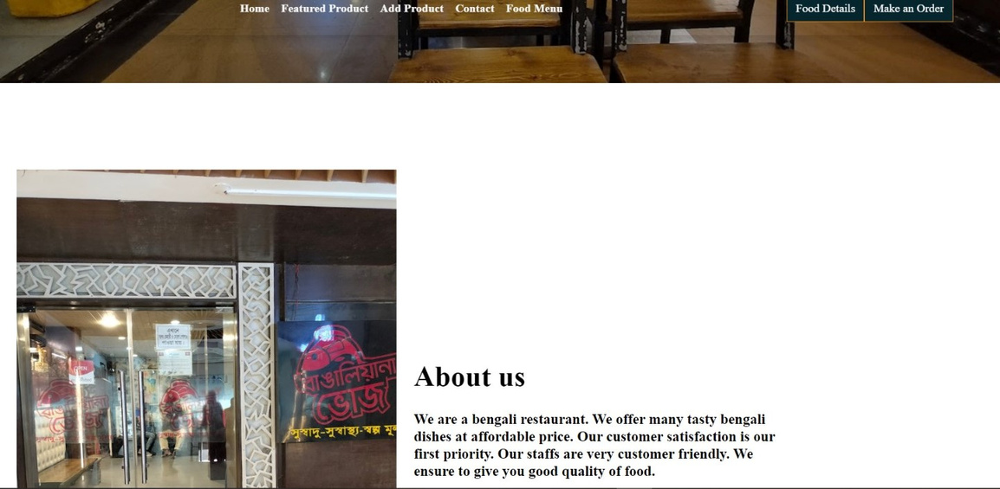 Home Featured Product Add Product Contact Food Menu
Food Details Make an Order
এখানে
বাঙালিয়ানা
ভোজ
সুস্বাদু-সুস্বাস্থ্য-স্বল্প
About us
We are a bengali restaurant. We offer many tasty bengali
dishes at affordable price. Our customer satisfaction is our
first priority. Our staffs are very customer friendly. We
ensure to give you good quality of food.